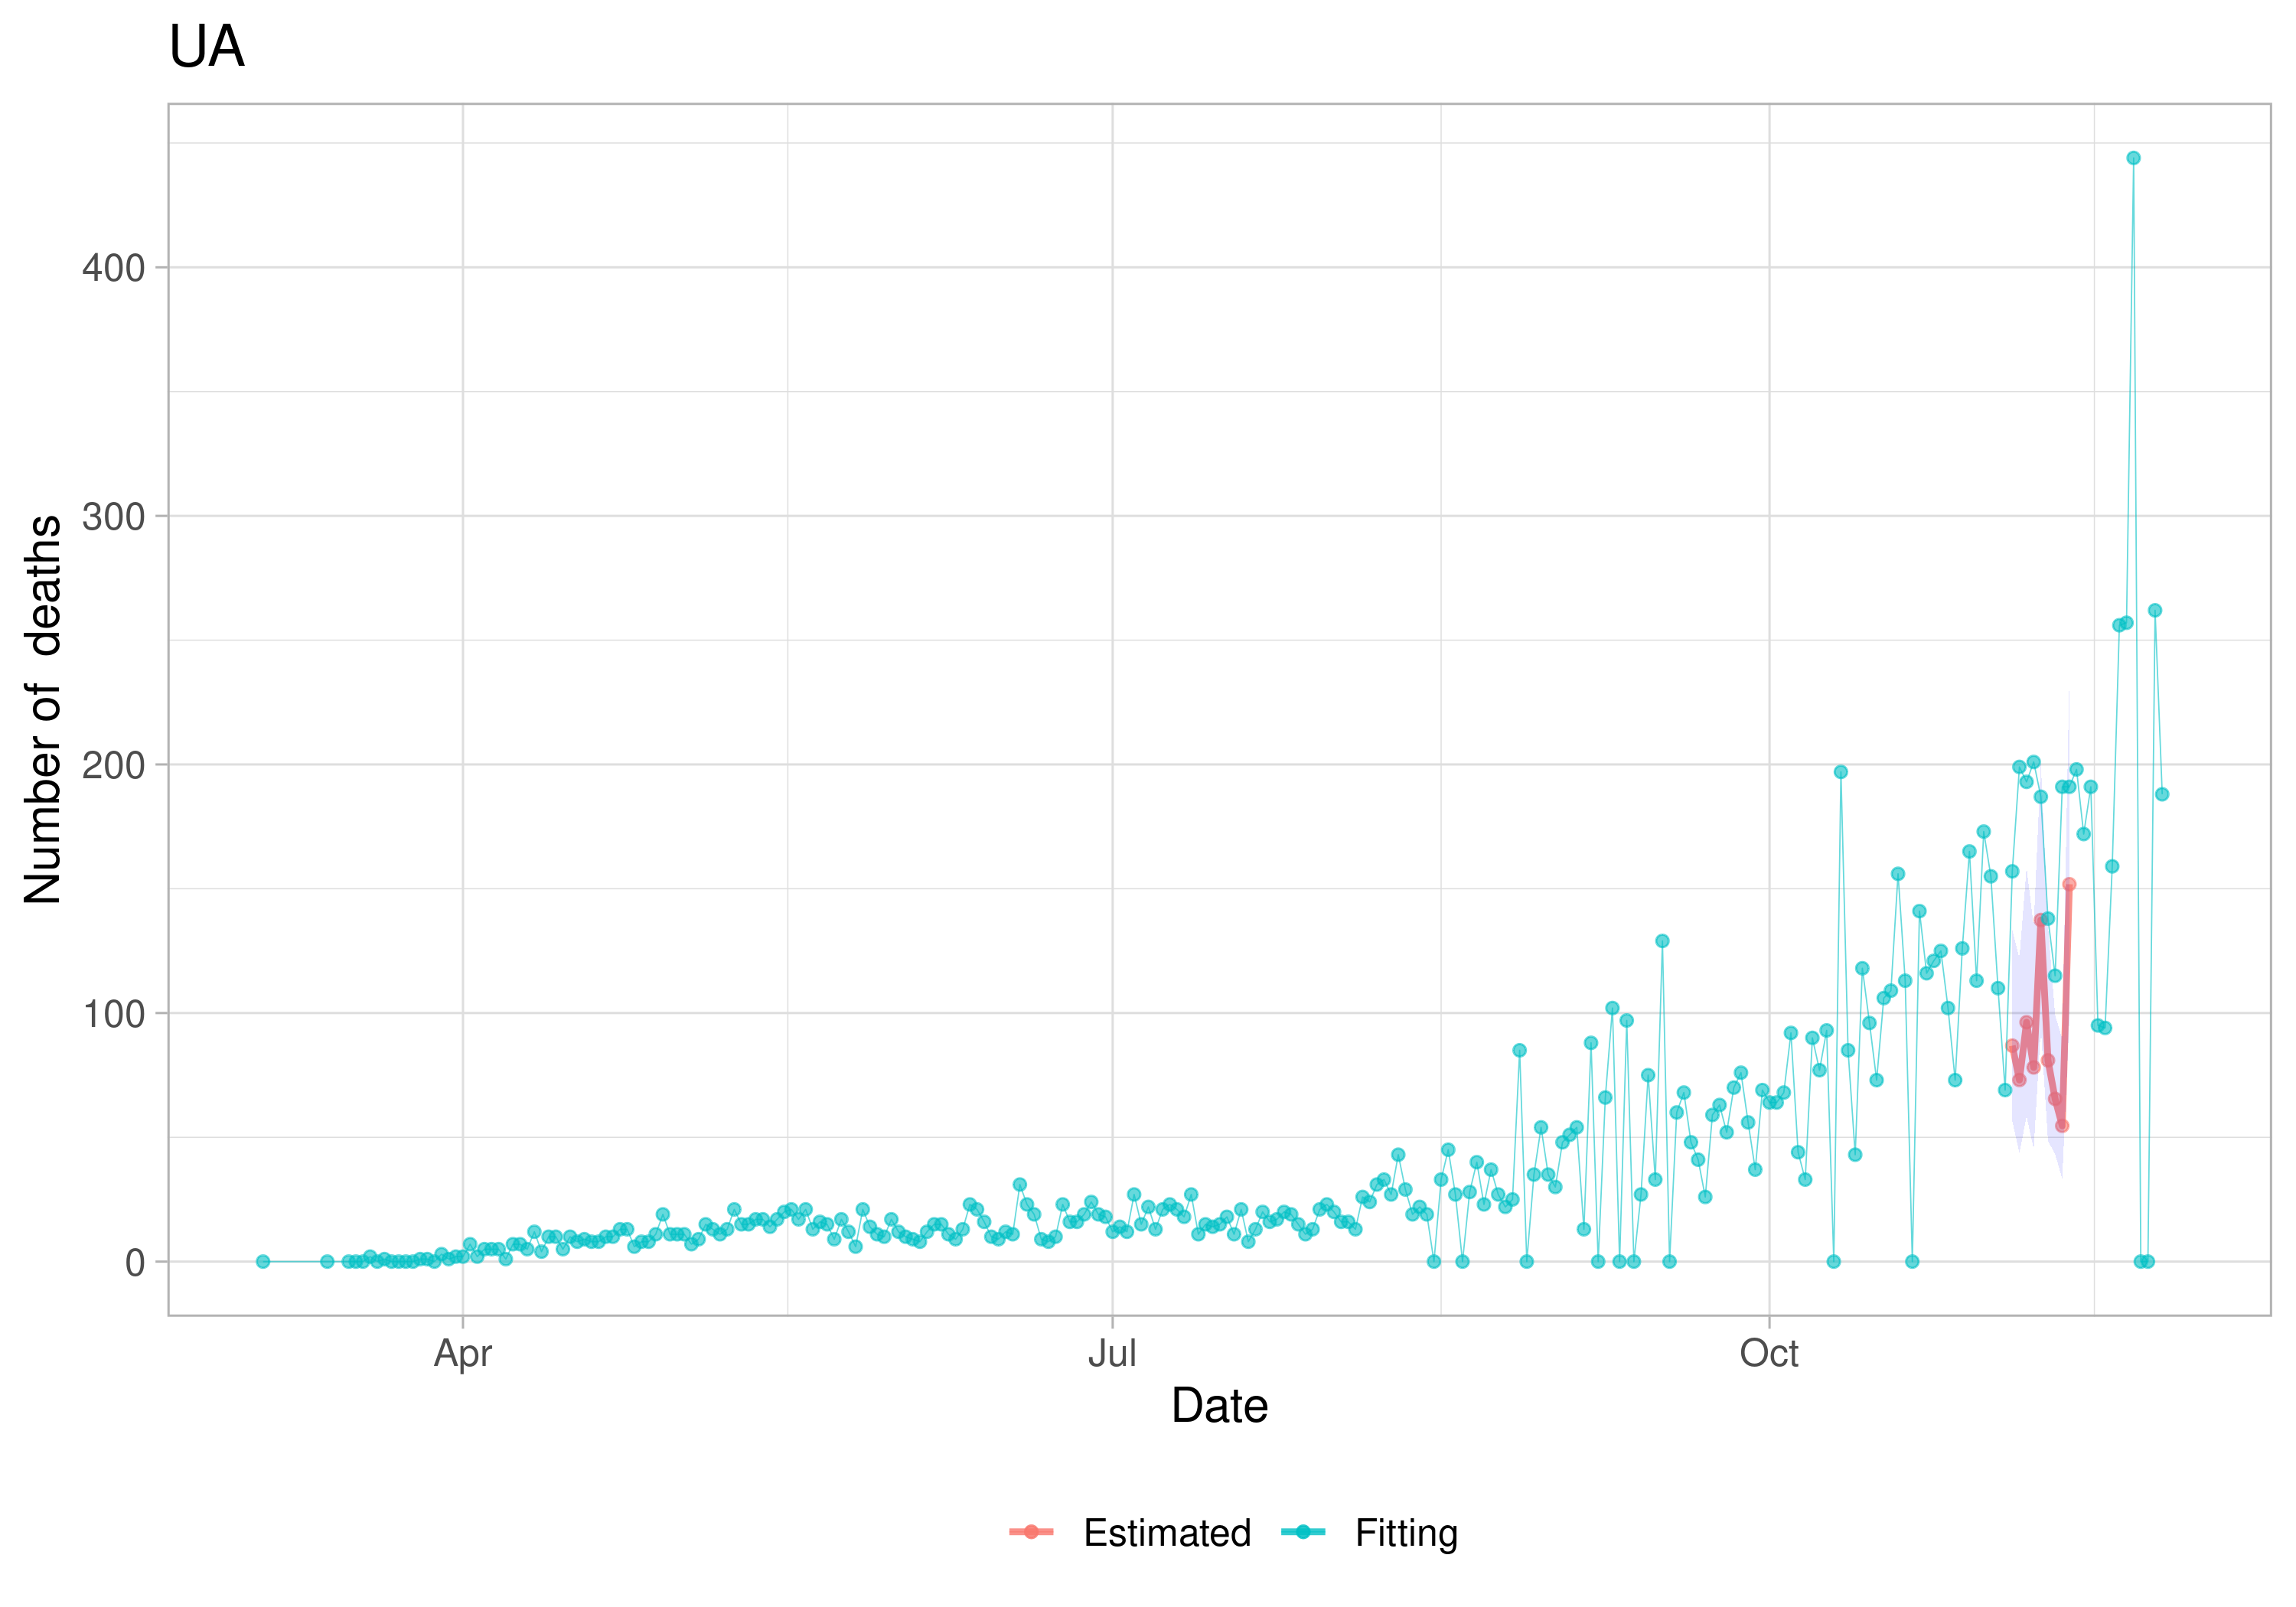 UA
Number of  deaths
400
300
200
100
0
Apr
Jul
Oct
Date
Estimated
Fitting